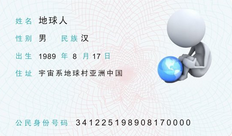 姓名 地球人
性别 男 民族 汉
出生 1989 年 8 月 17 日
住址 宇宙系地球村亚洲中国
公民身份号码 341225198908170000